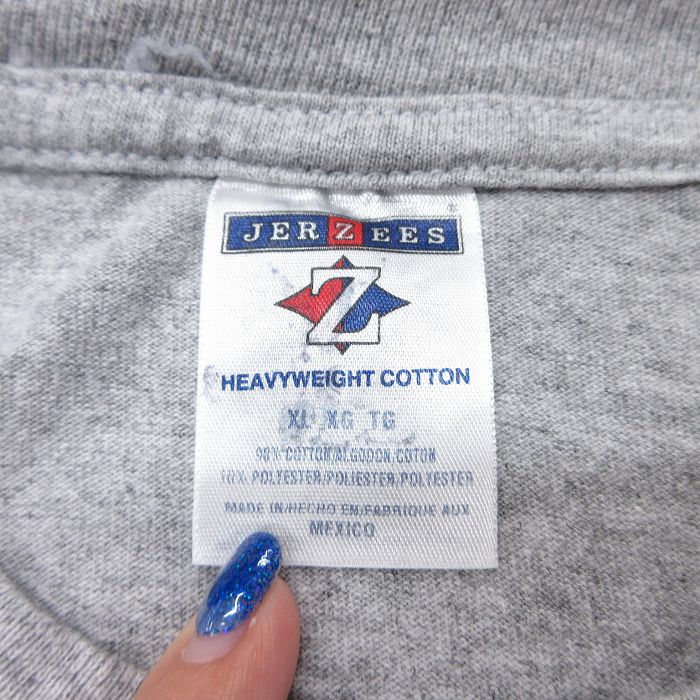 JERZEES
Z
HEAVYWEIGHT COTTON
XL XG TG
90% COTTON/ALGODON/COTON
10% POLYESTER/POLIESTER/POLYESTER
MADE IN/HECHO EN/FABRIQUE AUX
MEXICO